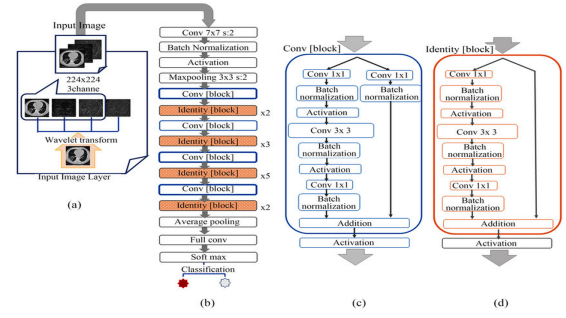 Input Image
224x224
3channe
Wavelet transform
Input Image Layer
(a)
Conv 7x7 s:2
Batch Normalization
Activation
Maxpooling 3x3 s:2
Conv [block]
Identity [block]
x2
Conv [block]
Identity [block]
x3
Conv [block]
Identity [block]
x5
Conv [block]
Identity [block]
x2
Average pooling
Full conv
Soft max
Classification
(b)
Conv [block]
Conv 1x1
Conv 1x1
Batch
normalization
Batch
normalization
Activation
Conv 3x 3
Batch
normalization
Activation
Conv 1x1
Batch
normalization
Addition
Activation
(c)
Identity [block]
Conv 1x1
Batch
normalization
Activation
Conv 3x 3
Batch
normalization
Activation
Conv 1x1
Batch
normalization
Addition
Activation
(d)